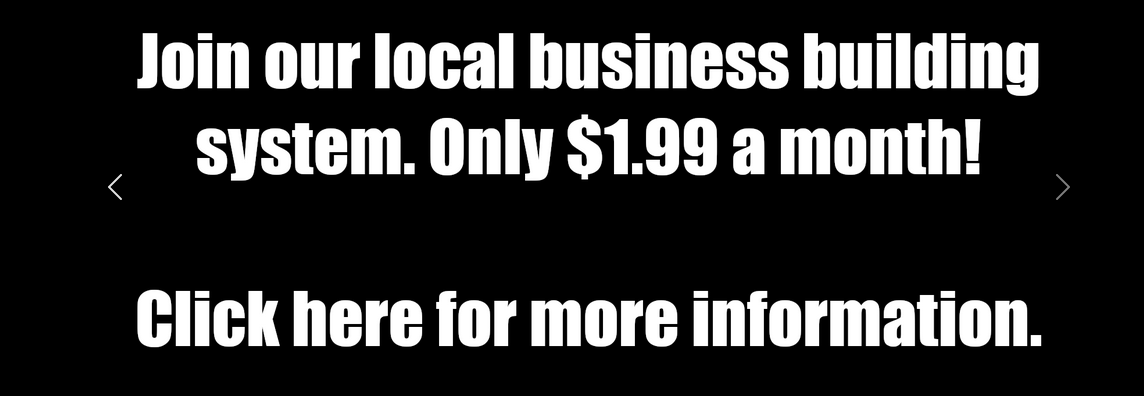 Join our local business building
system. Only $1.99 a month!
Click here for more information.